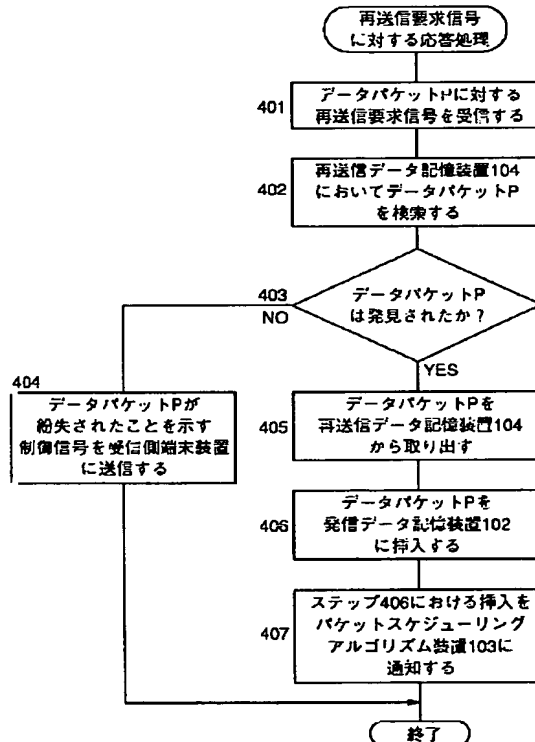 再送信要求信号
に対する応答処理
401
データパケットPに対する
再送信要求信号を受信する
402
再送信データ記憶装置104
においてデータパケットP
を検索する
403
データパケットP
は発見されたか？
NO
YES
404
データパケットPが
紛失されたことを示す
制御信号を受信側端末装置
に送信する
405
データパケットPを
再送信データ記憶装置104
から取り出す
406
データパケットPを
発信データ記憶装置102
に挿入する
407
ステップ406における挿入を
パケットスケジューリング
アルゴリズム装置103に
通知する
終了